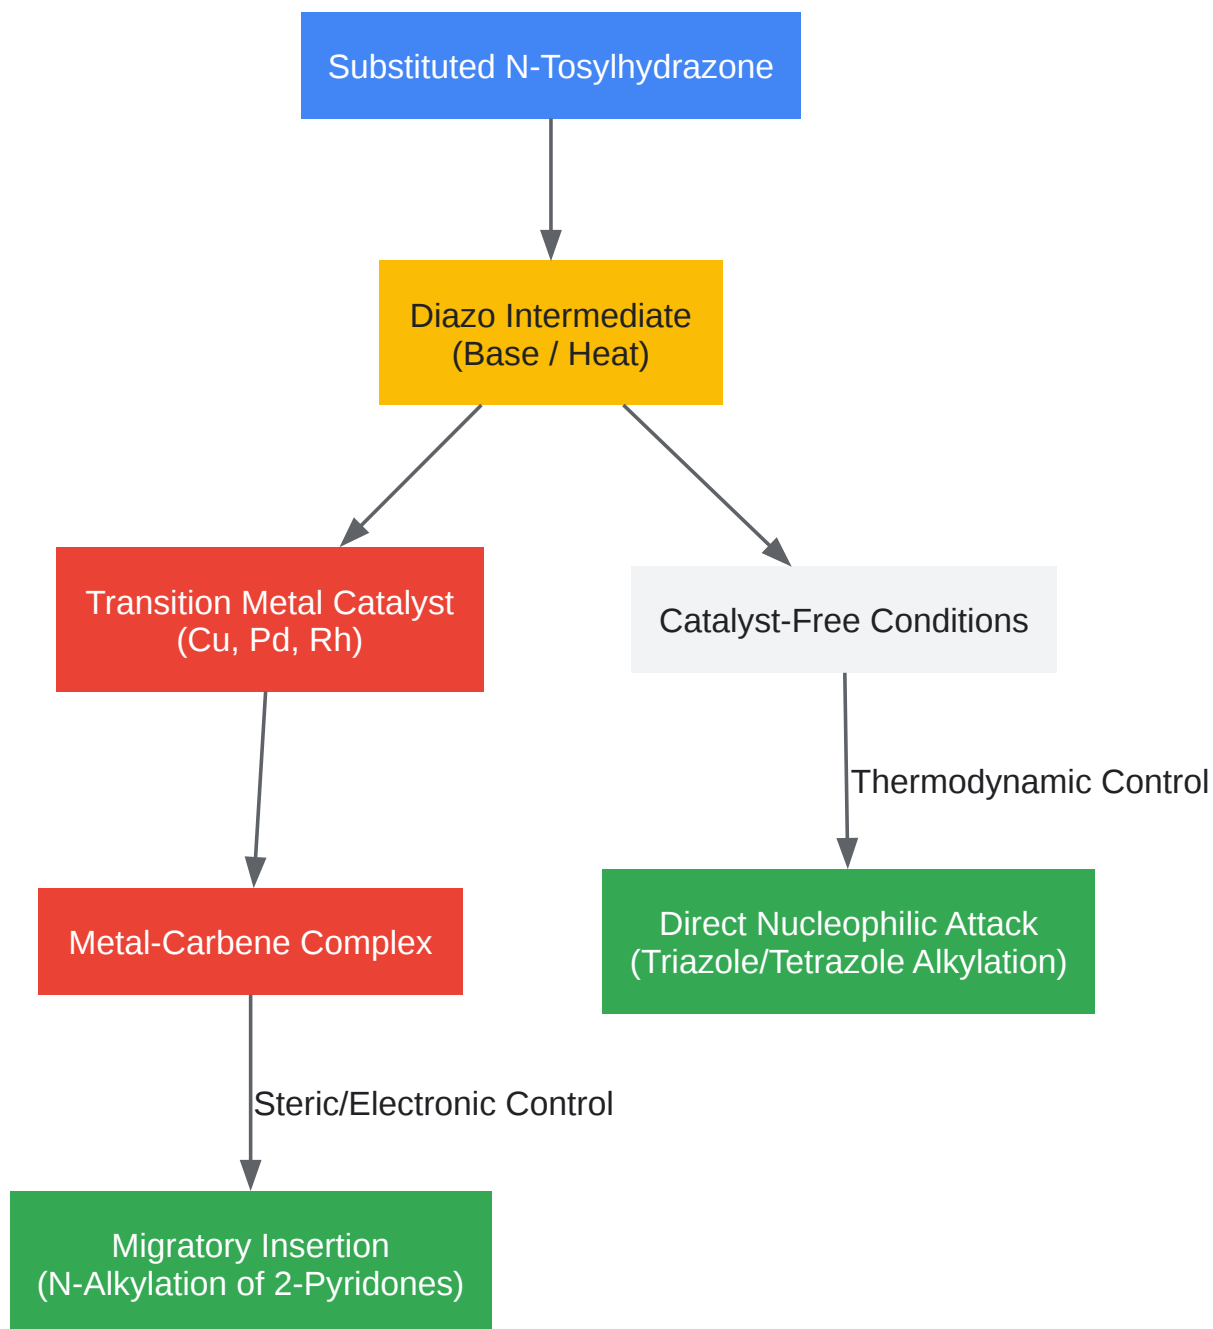 Substituted N-Tosylhydrazone
Diazo Intermediate
(Base / Heat)
Transition Metal Catalyst
(Cu, Pd, Rh)
Catalyst-Free Conditions
Thermodynamic Control
Metal-Carbene Complex
Direct Nucleophilic Attack
(Triazole/Tetrazole Alkylation)
Steric/Electronic Control
Migratory Insertion
(N-Alkylation of 2-Pyridones)